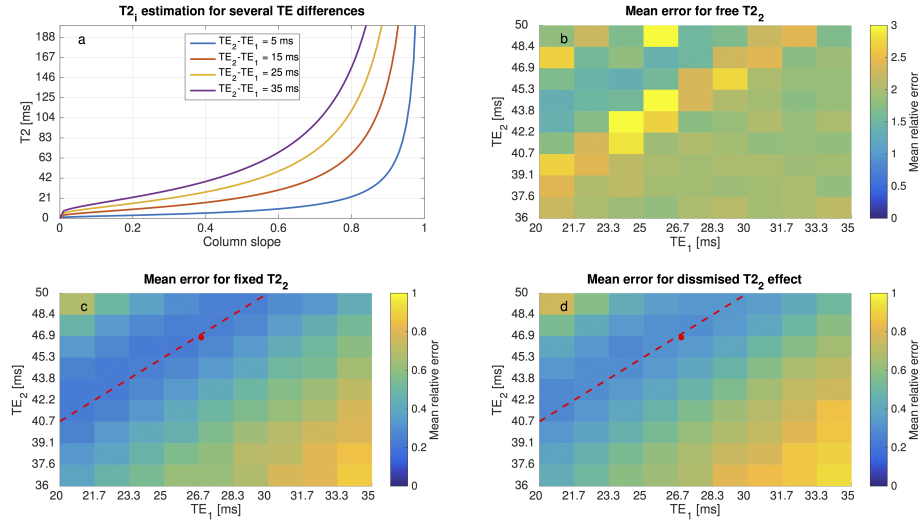 T2i estimation for several TE differences
a
TE2-TE1 = 5 ms
TE2-TE1 = 15 ms
TE2-TE1 = 25 ms
TE2-TE1 = 35 ms
188
167
146
125
104
83
63
42
21
0
T2 [ms]
0 0.2 0.4 0.6 0.8 1
Column slope
Mean error for free T22
b
50
48.4
46.9
45.3
43.8
42.2
40.7
39.1
37.6
36
TE2 [ms]
20 21.7 23.3 25 26.7 28.3 30 31.7 33.3 35
TE1 [ms]
3
2.5
2
1.5
1
0.5
0
Mean relative error
Mean error for fixed T22
c
50
48.4
46.9
45.3
43.8
42.2
40.7
39.1
37.6
36
TE2 [ms]
20 21.7 23.3 25 26.7 28.3 30 31.7 33.3 35
TE1 [ms]
1
0.8
0.6
0.4
0.2
0
Mean relative error
Mean error for dissmised T22 effect
d
50
48.4
46.9
45.3
43.8
42.2
40.7
39.1
37.6
36
TE2 [ms]
20 21.7 23.3 25 26.7 28.3 30 31.7 33.3 35
TE1 [ms]
1
0.8
0.6
0.4
0.2
0
Mean relative error